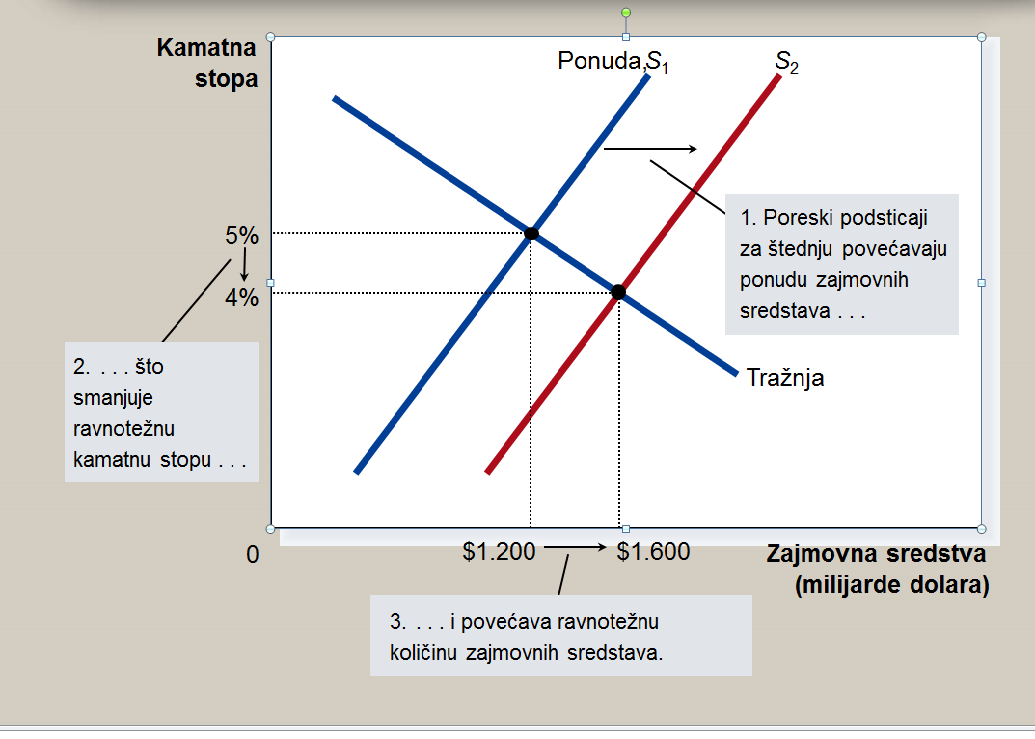 Kamatna
stopa
Ponuda,S1
S2
1. Poreski podsticaji
za štednju povećavaju
ponudu zajmovnih
sredstava . . .
5%
4%
2. . . . što
smanjuje
ravnotežnu
kamatnu stopu . . .
Tražnja
0
$1.200
$1.600
Zajmovna sredstva
(milijarde dolara)
3. . . . i povećava ravnotežnu
količinu zajmovnih sredstava.